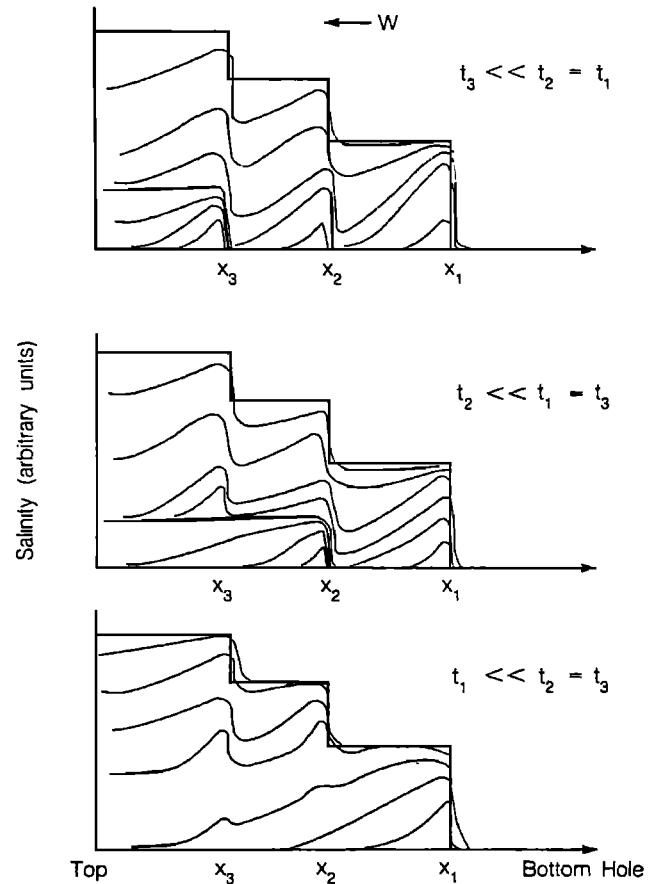 W
t3 << t2 = t1
x3 x2 x1
Salinity (arbitrary units)
t2 << t1 = t3
x3 x2 x1
t1 << t2 = t3
Top x3 x2 x1 Bottom Hole